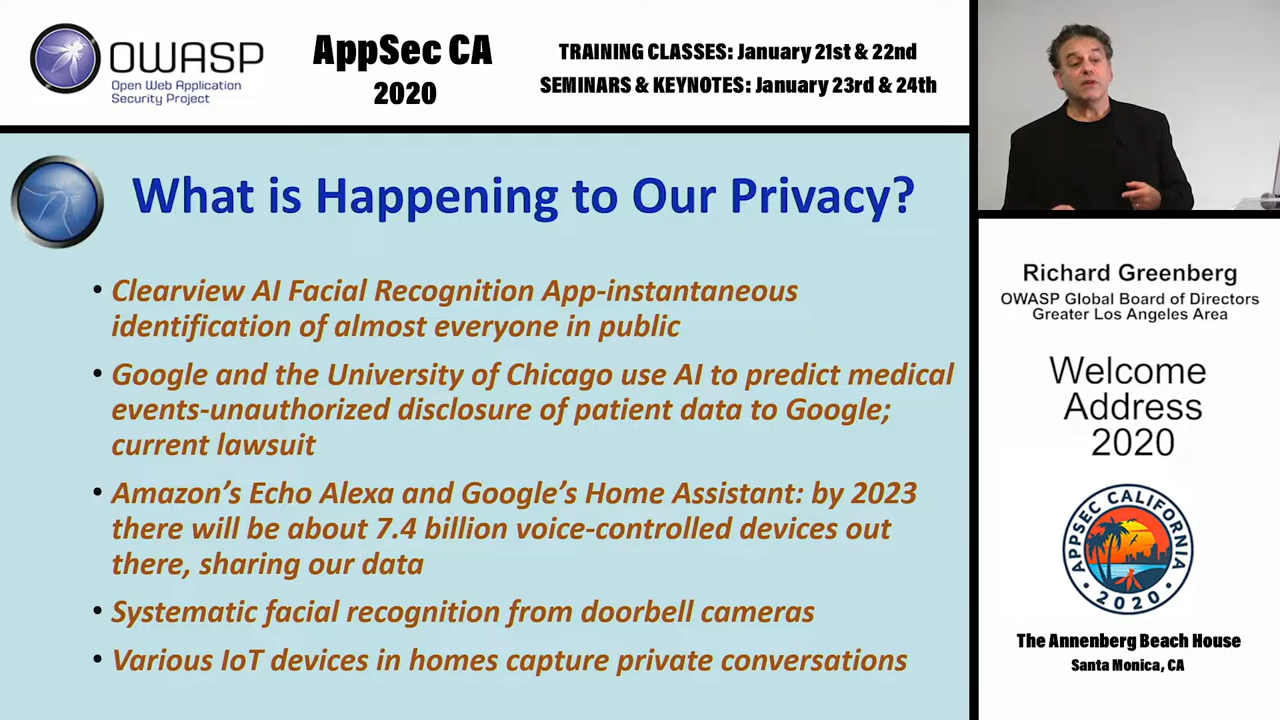 OWASP
Open Web Application
Security Project
AppSec CA
2020
TRAINING CLASSES: January 21st & 22nd
SEMINARS & KEYNOTES: January 23rd & 24th
What is Happening to Our Privacy?
• Clearview AI Facial Recognition App-instantaneous
identification of almost everyone in public
• Google and the University of Chicago use AI to predict medical
events-unauthorized disclosure of patient data to Google;
current lawsuit
• Amazon's Echo Alexa and Google's Home Assistant: by 2023
there will be about 7.4 billion voice-controlled devices out
there, sharing our data
• Systematic facial recognition from doorbell cameras
• Various IoT devices in homes capture private conversations
Richard Greenberg
OWASP Global Board of Directors
Greater Los Angeles Area
Welcome
Address
2020
APPSEC CALIFORNIA
• 2020 •
The Annenberg Beach House
Santa Monica, CA